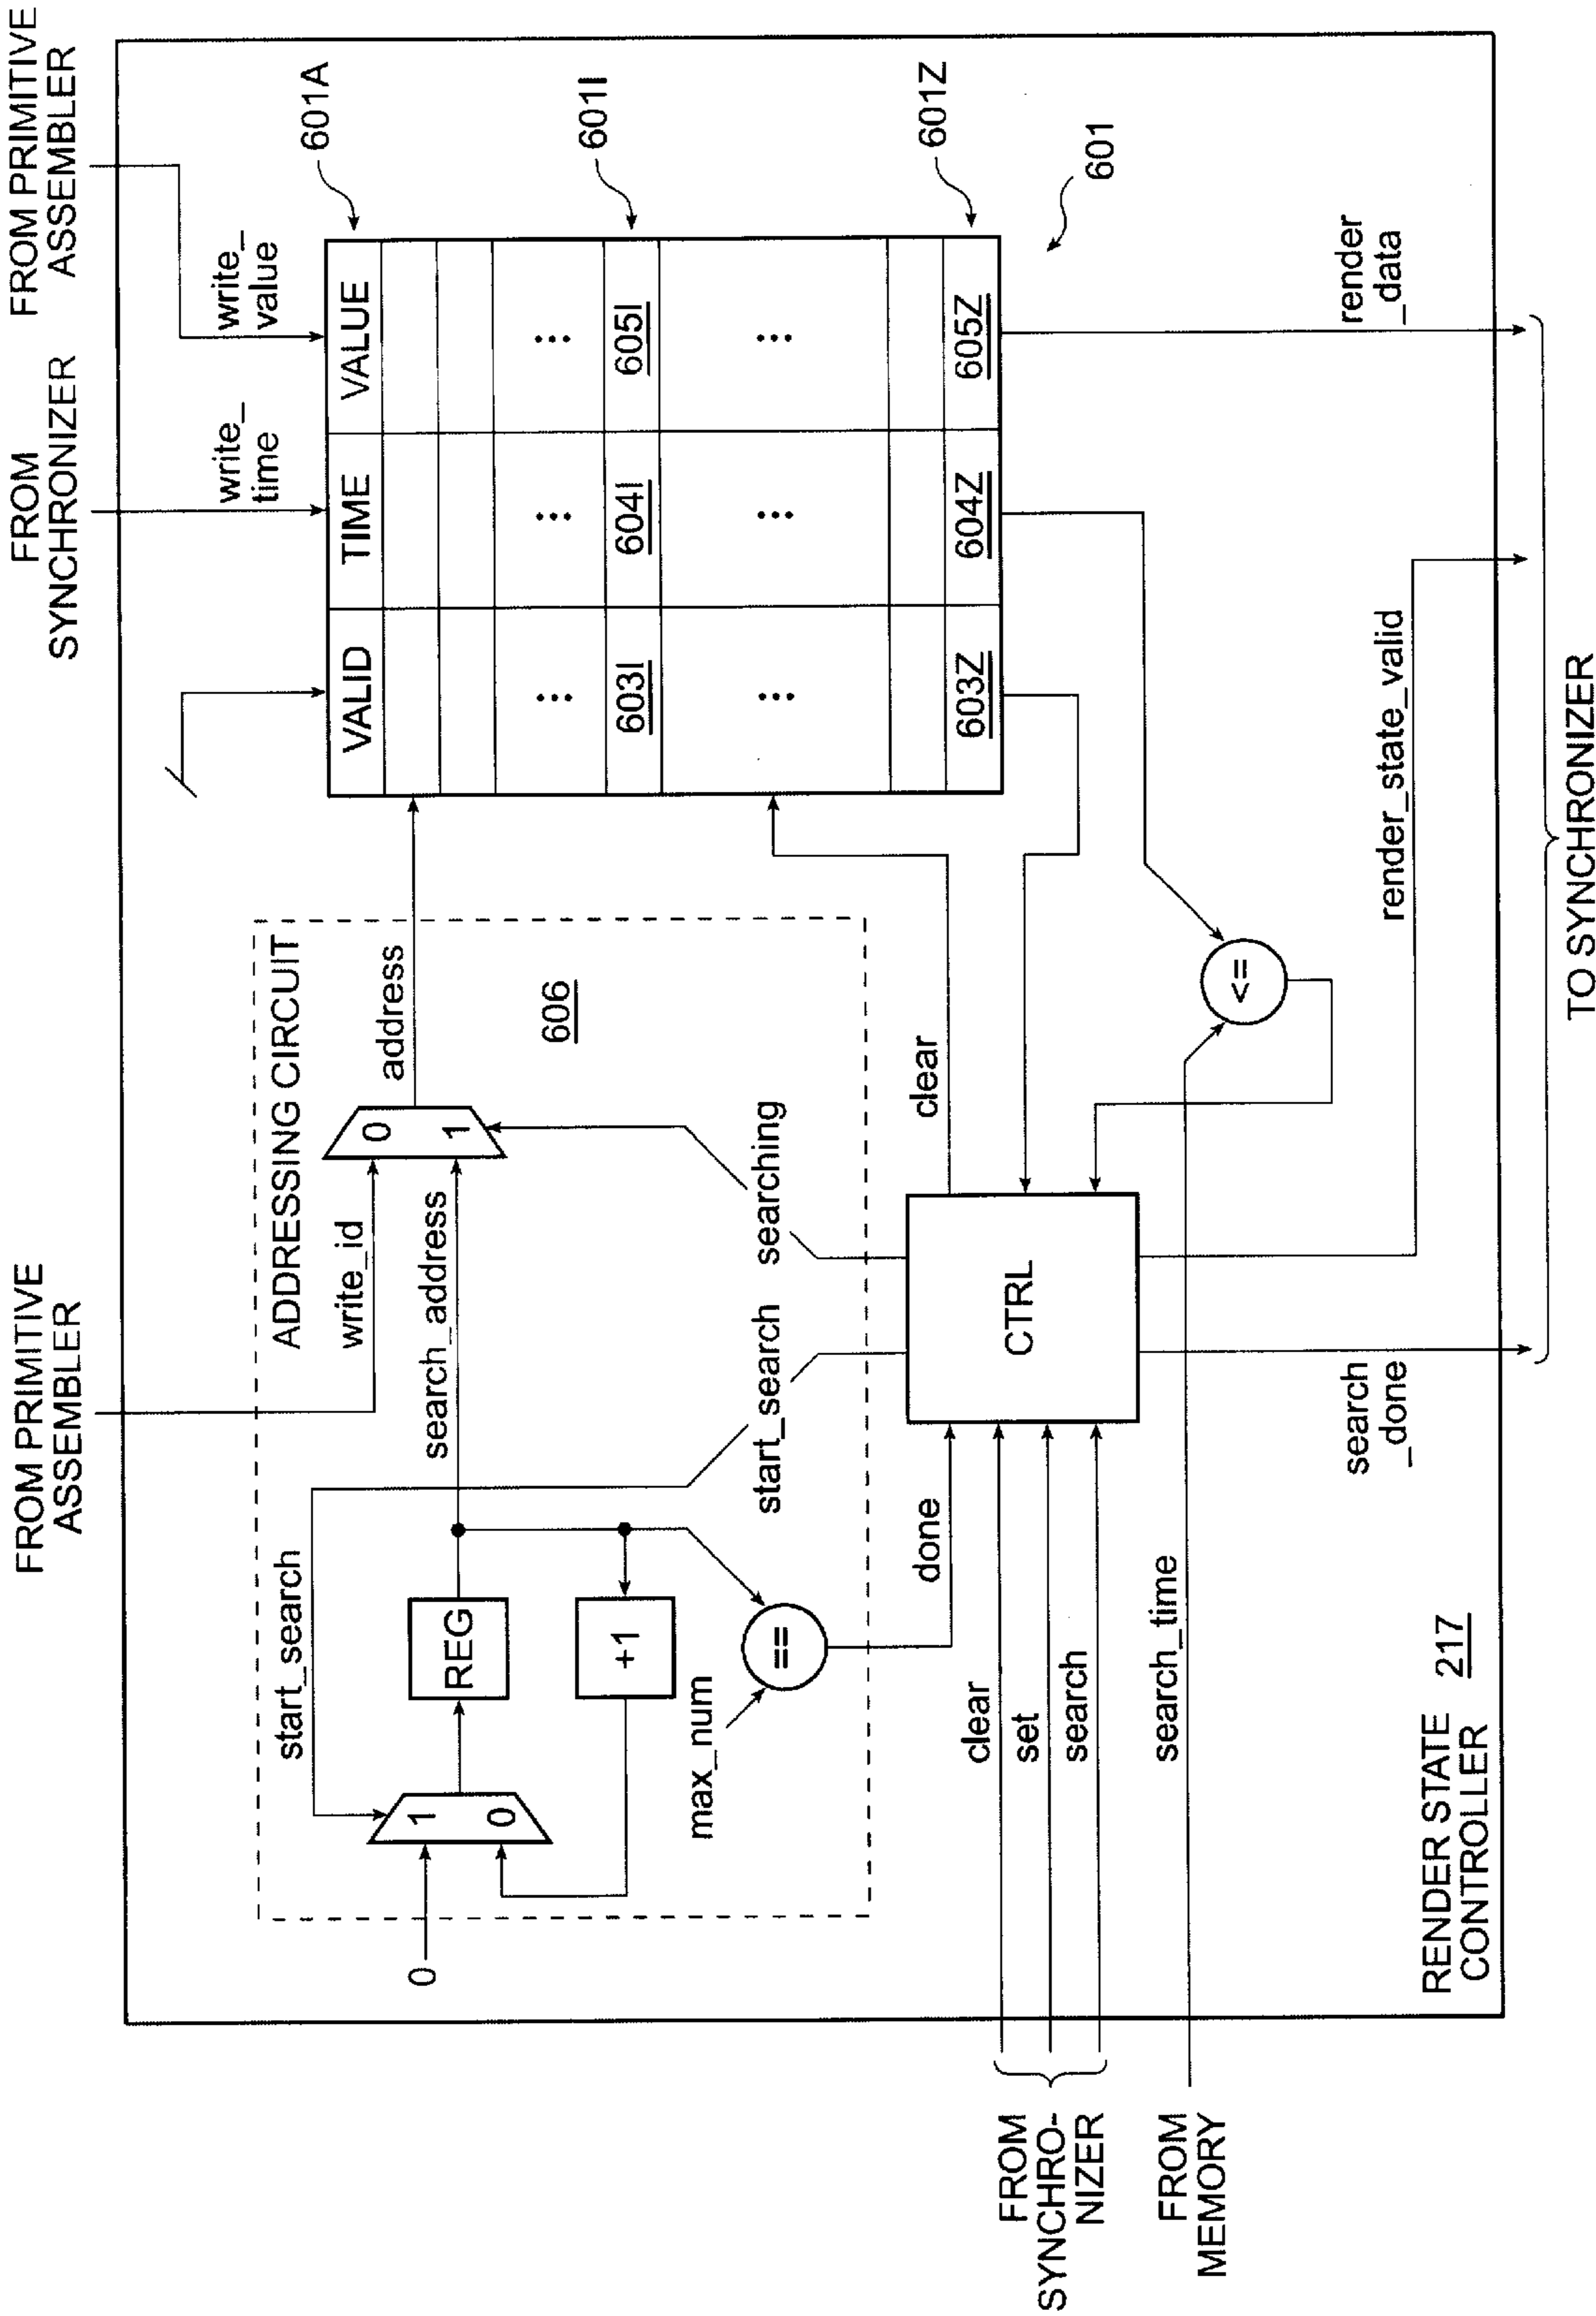 FROM PRIMITIVE
ASSEMBLER
FROM
SYNCHRONIZER
FROM PRIMITIVE
ASSEMBLER
ADDRESSING CIRCUIT
606
start_search
0
1
0
REG
+1
max_num
==
write_id
search_address
0
1
address
start_search
searching
write_
time
write_
value
VALID
TIME
VALUE
...
...
...
603I
604I
605I
...
...
...
603Z
604Z
605Z
601A
601I
601Z
601
FROM
SYNCHRO-
NIZER
clear
set
search
done
CTRL
clear
FROM
MEMORY
search_time
<=
search
_done
render_state_valid
render
_data
RENDER STATE
CONTROLLER 217
TO SYNCHRONIZER